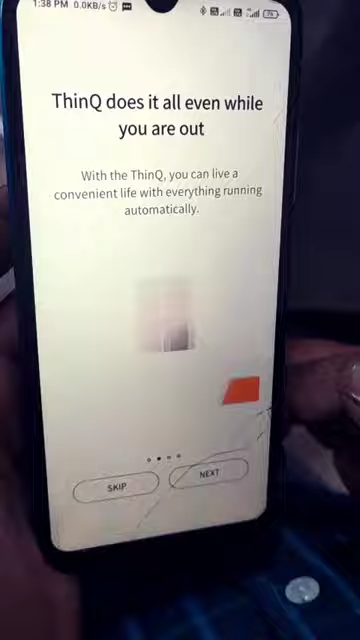 1:38 PM 0.0KB/s
ThinQ does it all even while
you are out
With the ThinQ, you can live a
convenient life with everything running
automatically.
SKIP
NEXT